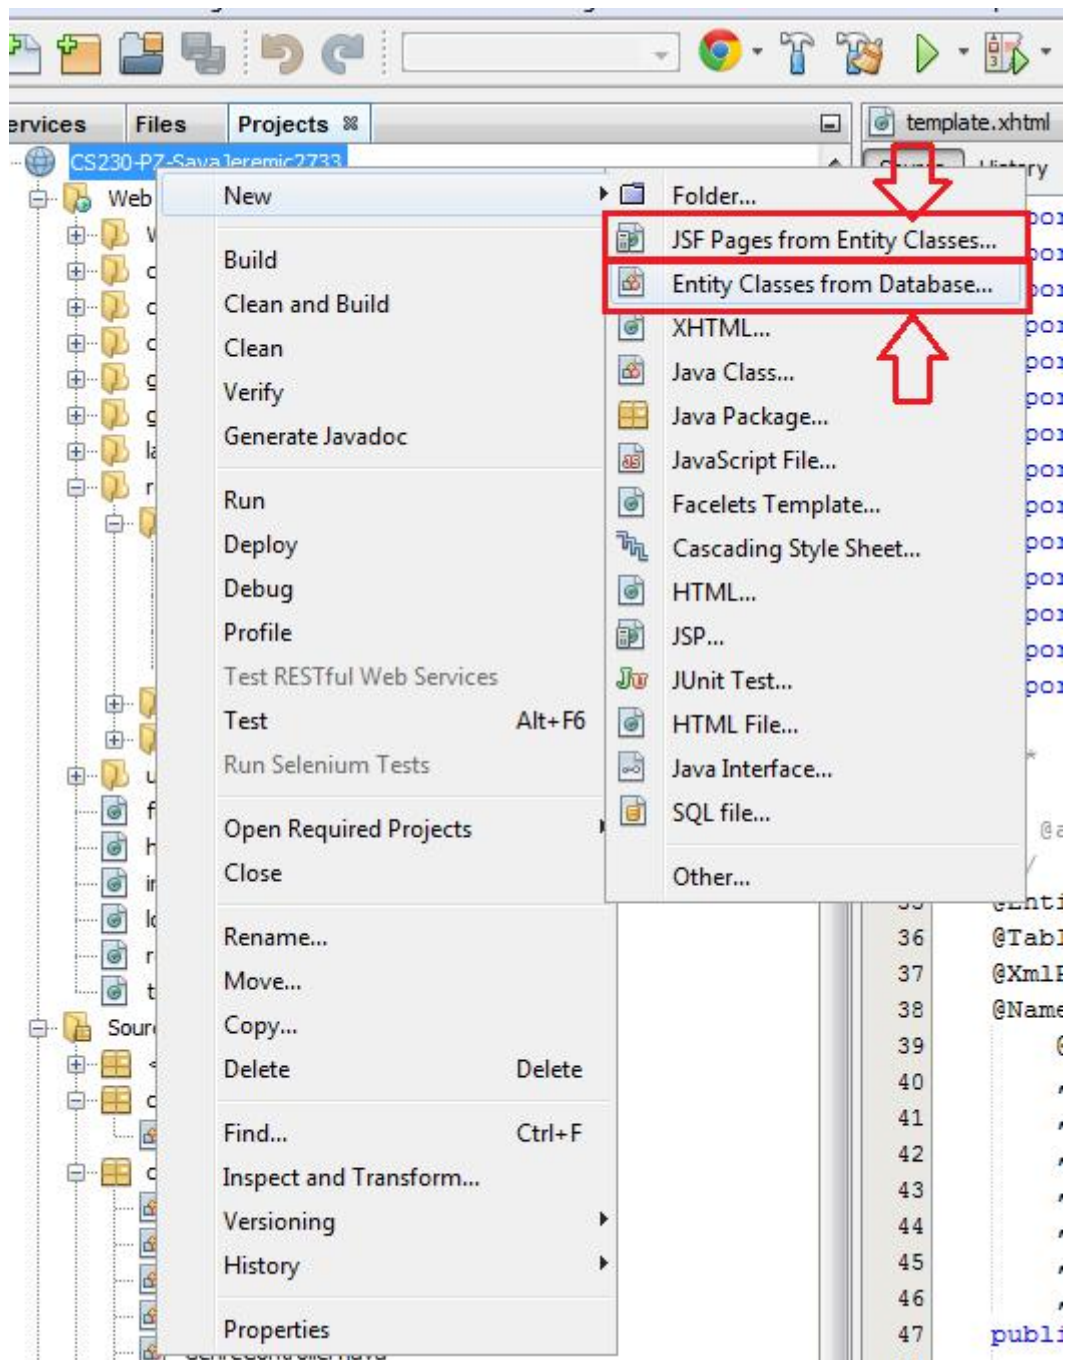 Files
Projects
template.xhtml
CS230-PZ-SavaJeremic2733
History
Web
New
Folder...
JSF Pages from Entity Classes...
Build
Entity Classes from Database...
Clean and Build
XHTML...
Clean
Java Class...
Verify
Java Package...
Generate Javadoc
JavaScript File...
Run
Facelets Template...
Deploy
Cascading Style Sheet...
Debug
HTML...
Profile
JSP...
Test RESTful Web Services
JUnit Test...
Test Alt+F6
HTML File...
Run Selenium Tests
Java Interface...
SQL file...
Open Required Projects
Close
Other...
Rename...
36 @Tabl
Move...
37
38 @Name
Copy...
39
Delete Delete
40
41
Find... Ctrl+F
42
Inspect and Transform...
43
Versioning
44
45
History
46
Properties
47 publi